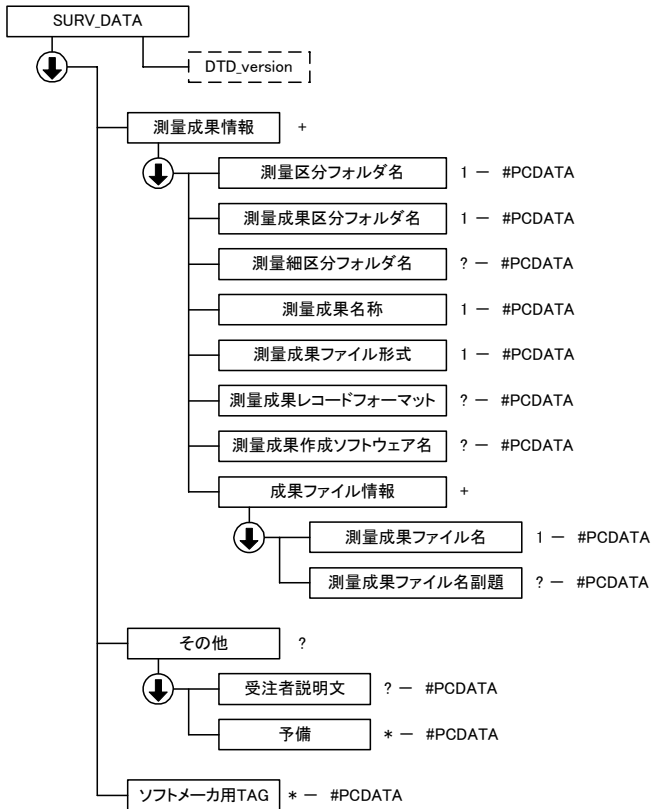 SURV_DATA
DTD_version
測量成果情報 +
測量区分フォルダ名 1 － #PCDATA
測量成果区分フォルダ名 1 － #PCDATA
測量細区分フォルダ名 ? － #PCDATA
測量成果名称 1 － #PCDATA
測量成果ファイル形式 1 － #PCDATA
測量成果レコードフォーマット ? － #PCDATA
測量成果作成ソフトウェア名 ? － #PCDATA
成果ファイル情報 +
測量成果ファイル名 1 － #PCDATA
測量成果ファイル名副題 ? － #PCDATA
その他 ?
受注者説明文 ? － #PCDATA
予備 * － #PCDATA
ソフトメーカ用TAG * － #PCDATA